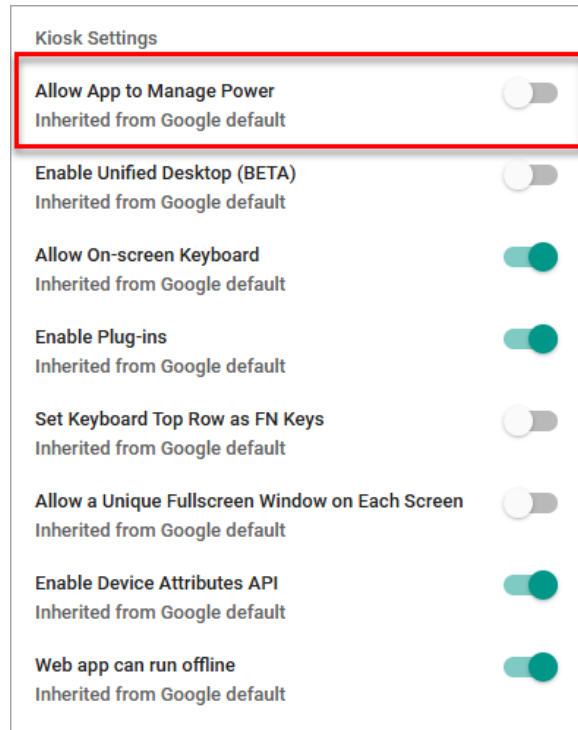 Kiosk Settings
Allow App to Manage Power
Inherited from Google default
Enable Unified Desktop (BETA)
Inherited from Google default
Allow On-screen Keyboard
Inherited from Google default
Enable Plug-ins
Inherited from Google default
Set Keyboard Top Row as FN Keys
Inherited from Google default
Allow a Unique Fullscreen Window on Each Screen
Inherited from Google default
Enable Device Attributes API
Inherited from Google default
Web app can run offline
Inherited from Google default